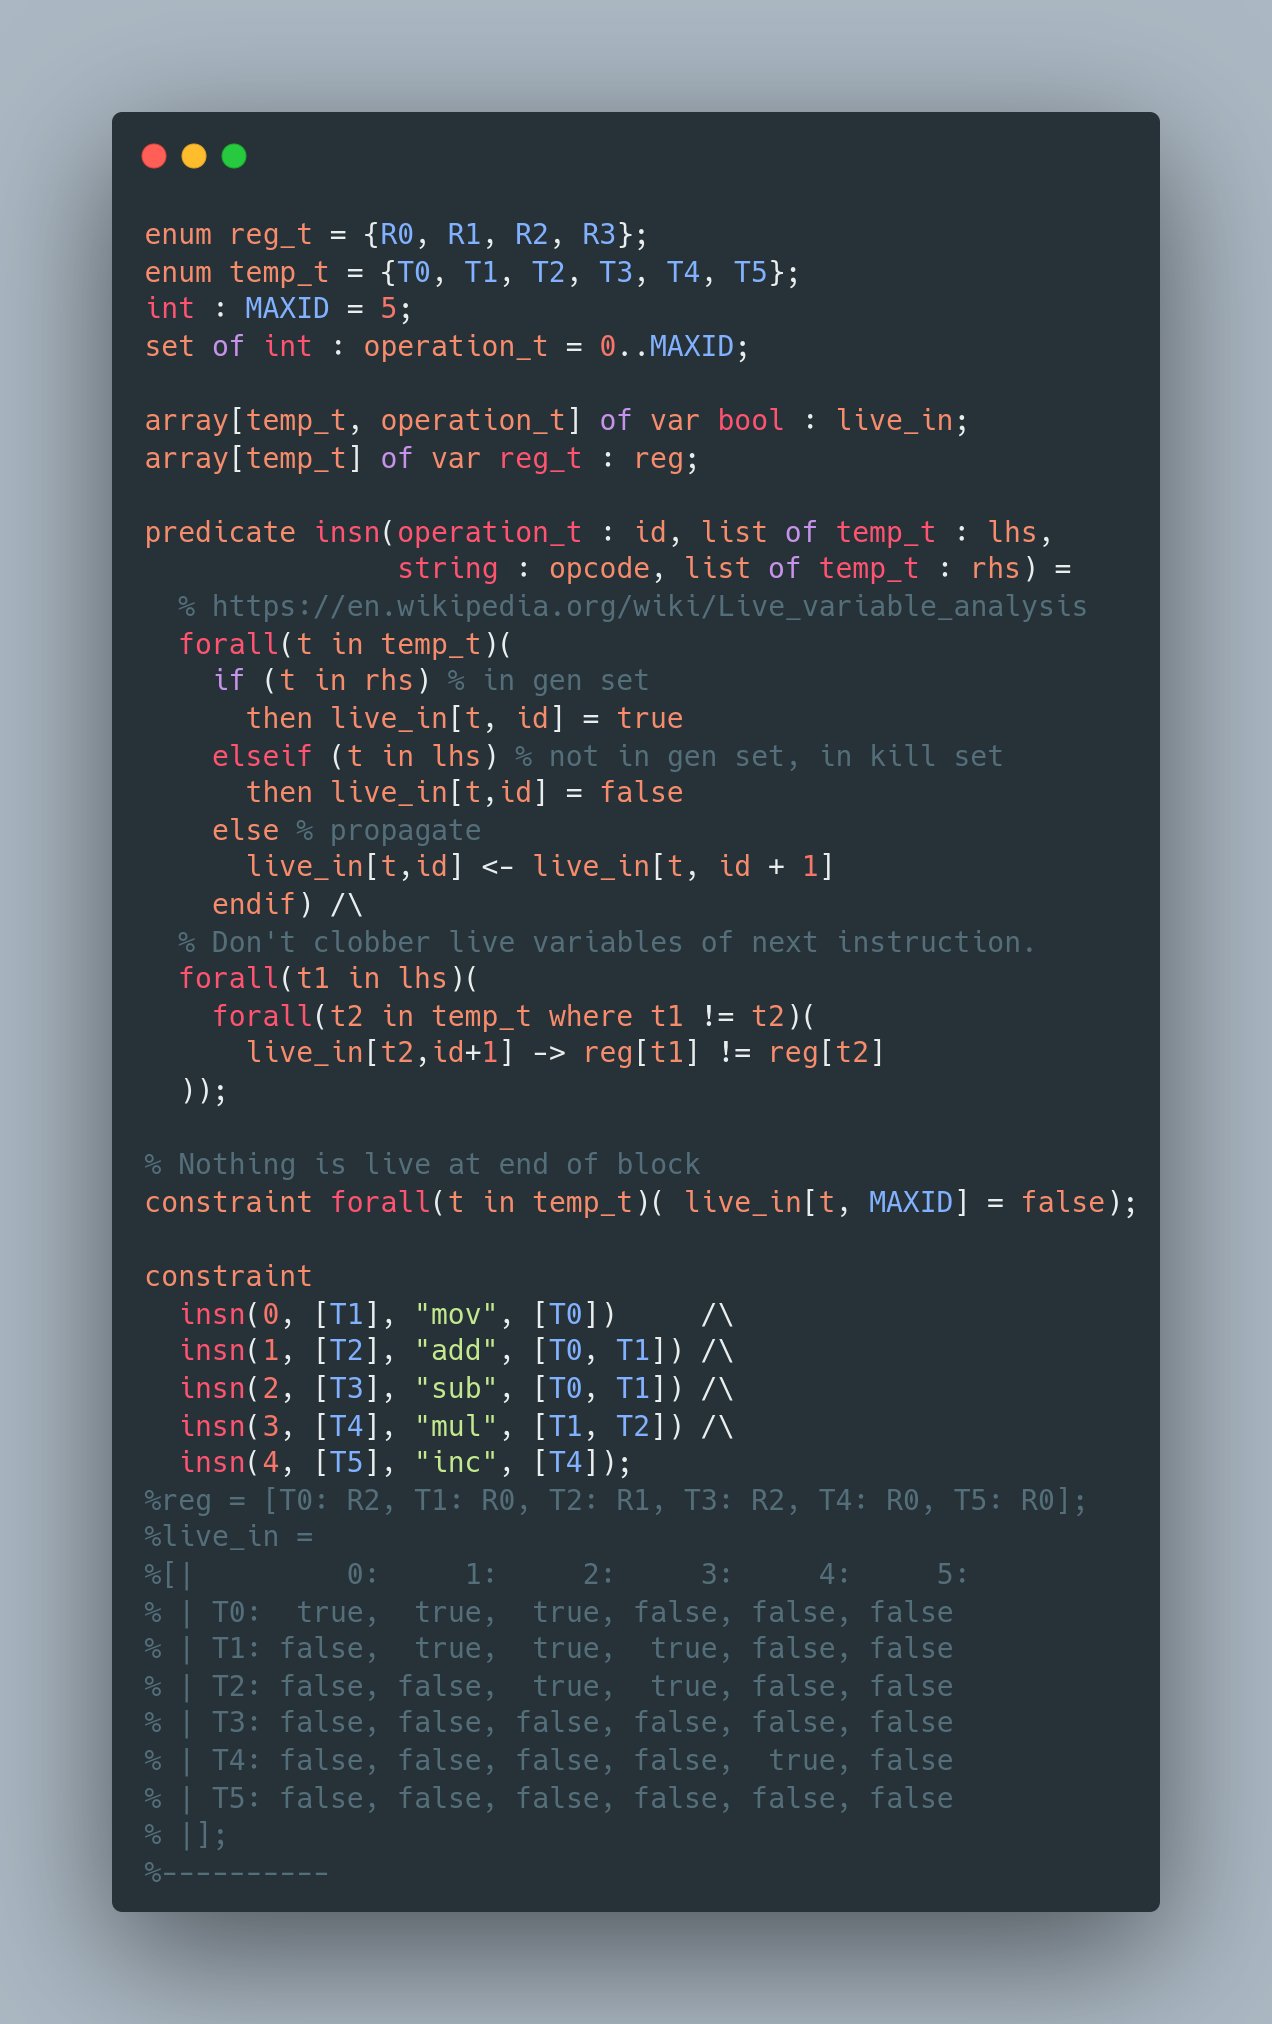 enum reg_t = {R0, R1, R2, R3};
enum temp_t = {T0, T1, T2, T3, T4, T5};
int : MAXID = 5;
set of int : operation_t = 0..MAXID;

array[temp_t, operation_t] of var bool : live_in;
array[temp_t] of var reg_t : reg;

predicate insn(operation_t : id, list of temp_t : lhs,
               string : opcode, list of temp_t : rhs) =
  % https://en.wikipedia.org/wiki/Live_variable_analysis
  forall(t in temp_t)(
    if (t in rhs) % in gen set
      then live_in[t, id] = true
    elseif (t in lhs) % not in gen set, in kill set
      then live_in[t,id] = false
    else % propagate
      live_in[t,id] <- live_in[t, id + 1]
    endif) /\
  % Don't clobber live variables of next instruction.
  forall(t1 in lhs)(
    forall(t2 in temp_t where t1 != t2)(
      live_in[t2,id+1] -> reg[t1] != reg[t2]
  ));

% Nothing is live at end of block
constraint forall(t in temp_t)( live_in[t, MAXID] = false);

constraint
  insn(0, [T1], "mov", [T0])     /\
  insn(1, [T2], "add", [T0, T1]) /\
  insn(2, [T3], "sub", [T0, T1]) /\
  insn(3, [T4], "mul", [T1, T2]) /\
  insn(4, [T5], "inc", [T4]);
%reg = [T0: R2, T1: R0, T2: R1, T3: R2, T4: R0, T5: R0];
%live_in =
%[|         0:     1:     2:     3:     4:     5:
% | T0:  true,  true,  true, false, false, false
% | T1: false,  true,  true,  true, false, false
% | T2: false, false,  true,  true, false, false
% | T3: false, false, false, false, false, false
% | T4: false, false, false, false,  true, false
% | T5: false, false, false, false, false, false
% |];
%----------